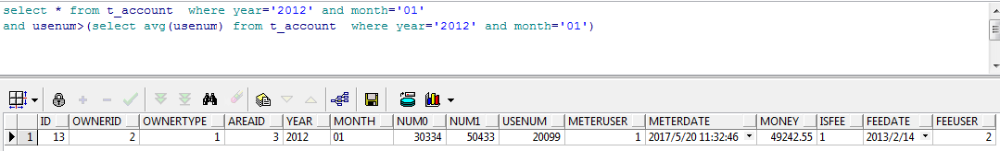 select * from t_account  where year='2012' and month='01'
and usenum>(select avg(usenum) from t_account  where year='2012' and month='01')
ID OWNERID OWNERTYPE AREAID YEAR MONTH NUM0 NUM1 USENUM METERUSER METERDATE MONEY ISFEE FEEDATE FEEUSER
1 13 2 1 3 2012 01 30334 50433 20099 1 2017/5/20 11:32:46 49242.55 1 2013/2/14 2